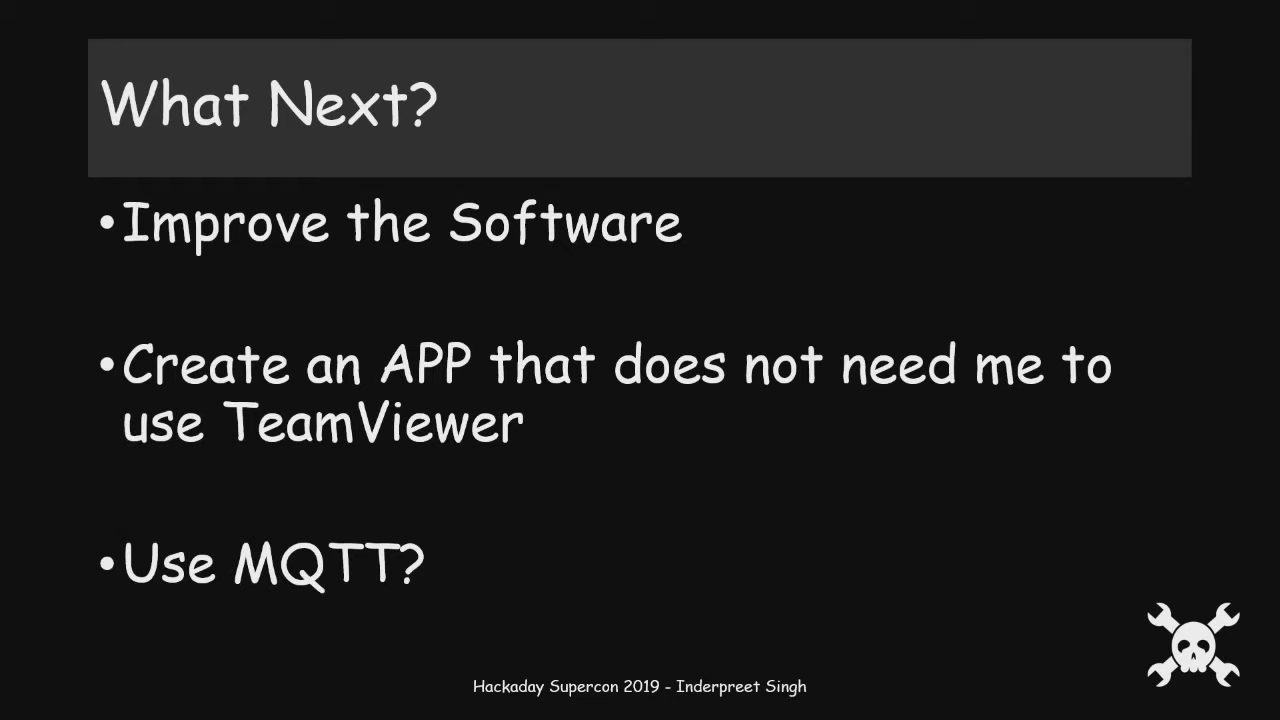 What Next?
•Improve the Software
•Create an APP that does not need me to
use TeamViewer
•Use MQTT?
Hackaday Supercon 2019 - Inderpreet Singh